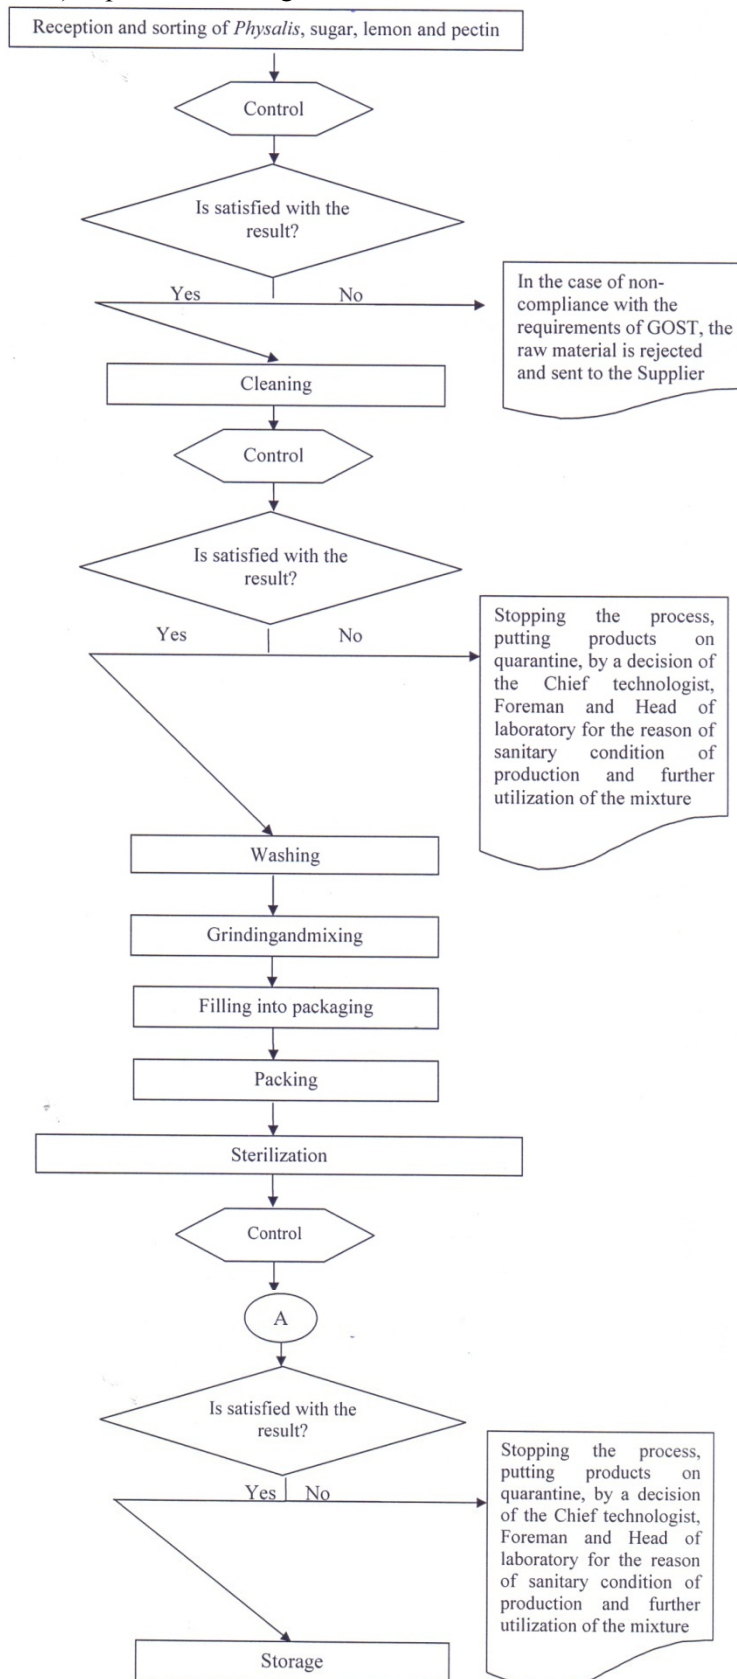 Reception and sorting of Physalis, sugar, lemon and pectin
Control
Is satisfied with the
result?
Yes
No
In the case of non-
compliance with the
requirements of GOST, the
raw material is rejected
and sent to the Supplier
Cleaning
Control
Is satisfied with the
result?
Yes
No
Stopping the process,
putting products on
quarantine, by a decision of
the Chief technologist,
Foreman and Head of
laboratory for the reason of
sanitary condition of
production and further
utilization of the mixture
Washing
Grindingandmixing
Filling into packaging
Packing
Sterilization
Control
A
Is satisfied with the
result?
Yes
No
Stopping the process,
putting products on
quarantine, by a decision
of the Chief technologist,
Foreman and Head of
laboratory for the reason
of sanitary condition of
production and further
utilization of the mixture
Storage